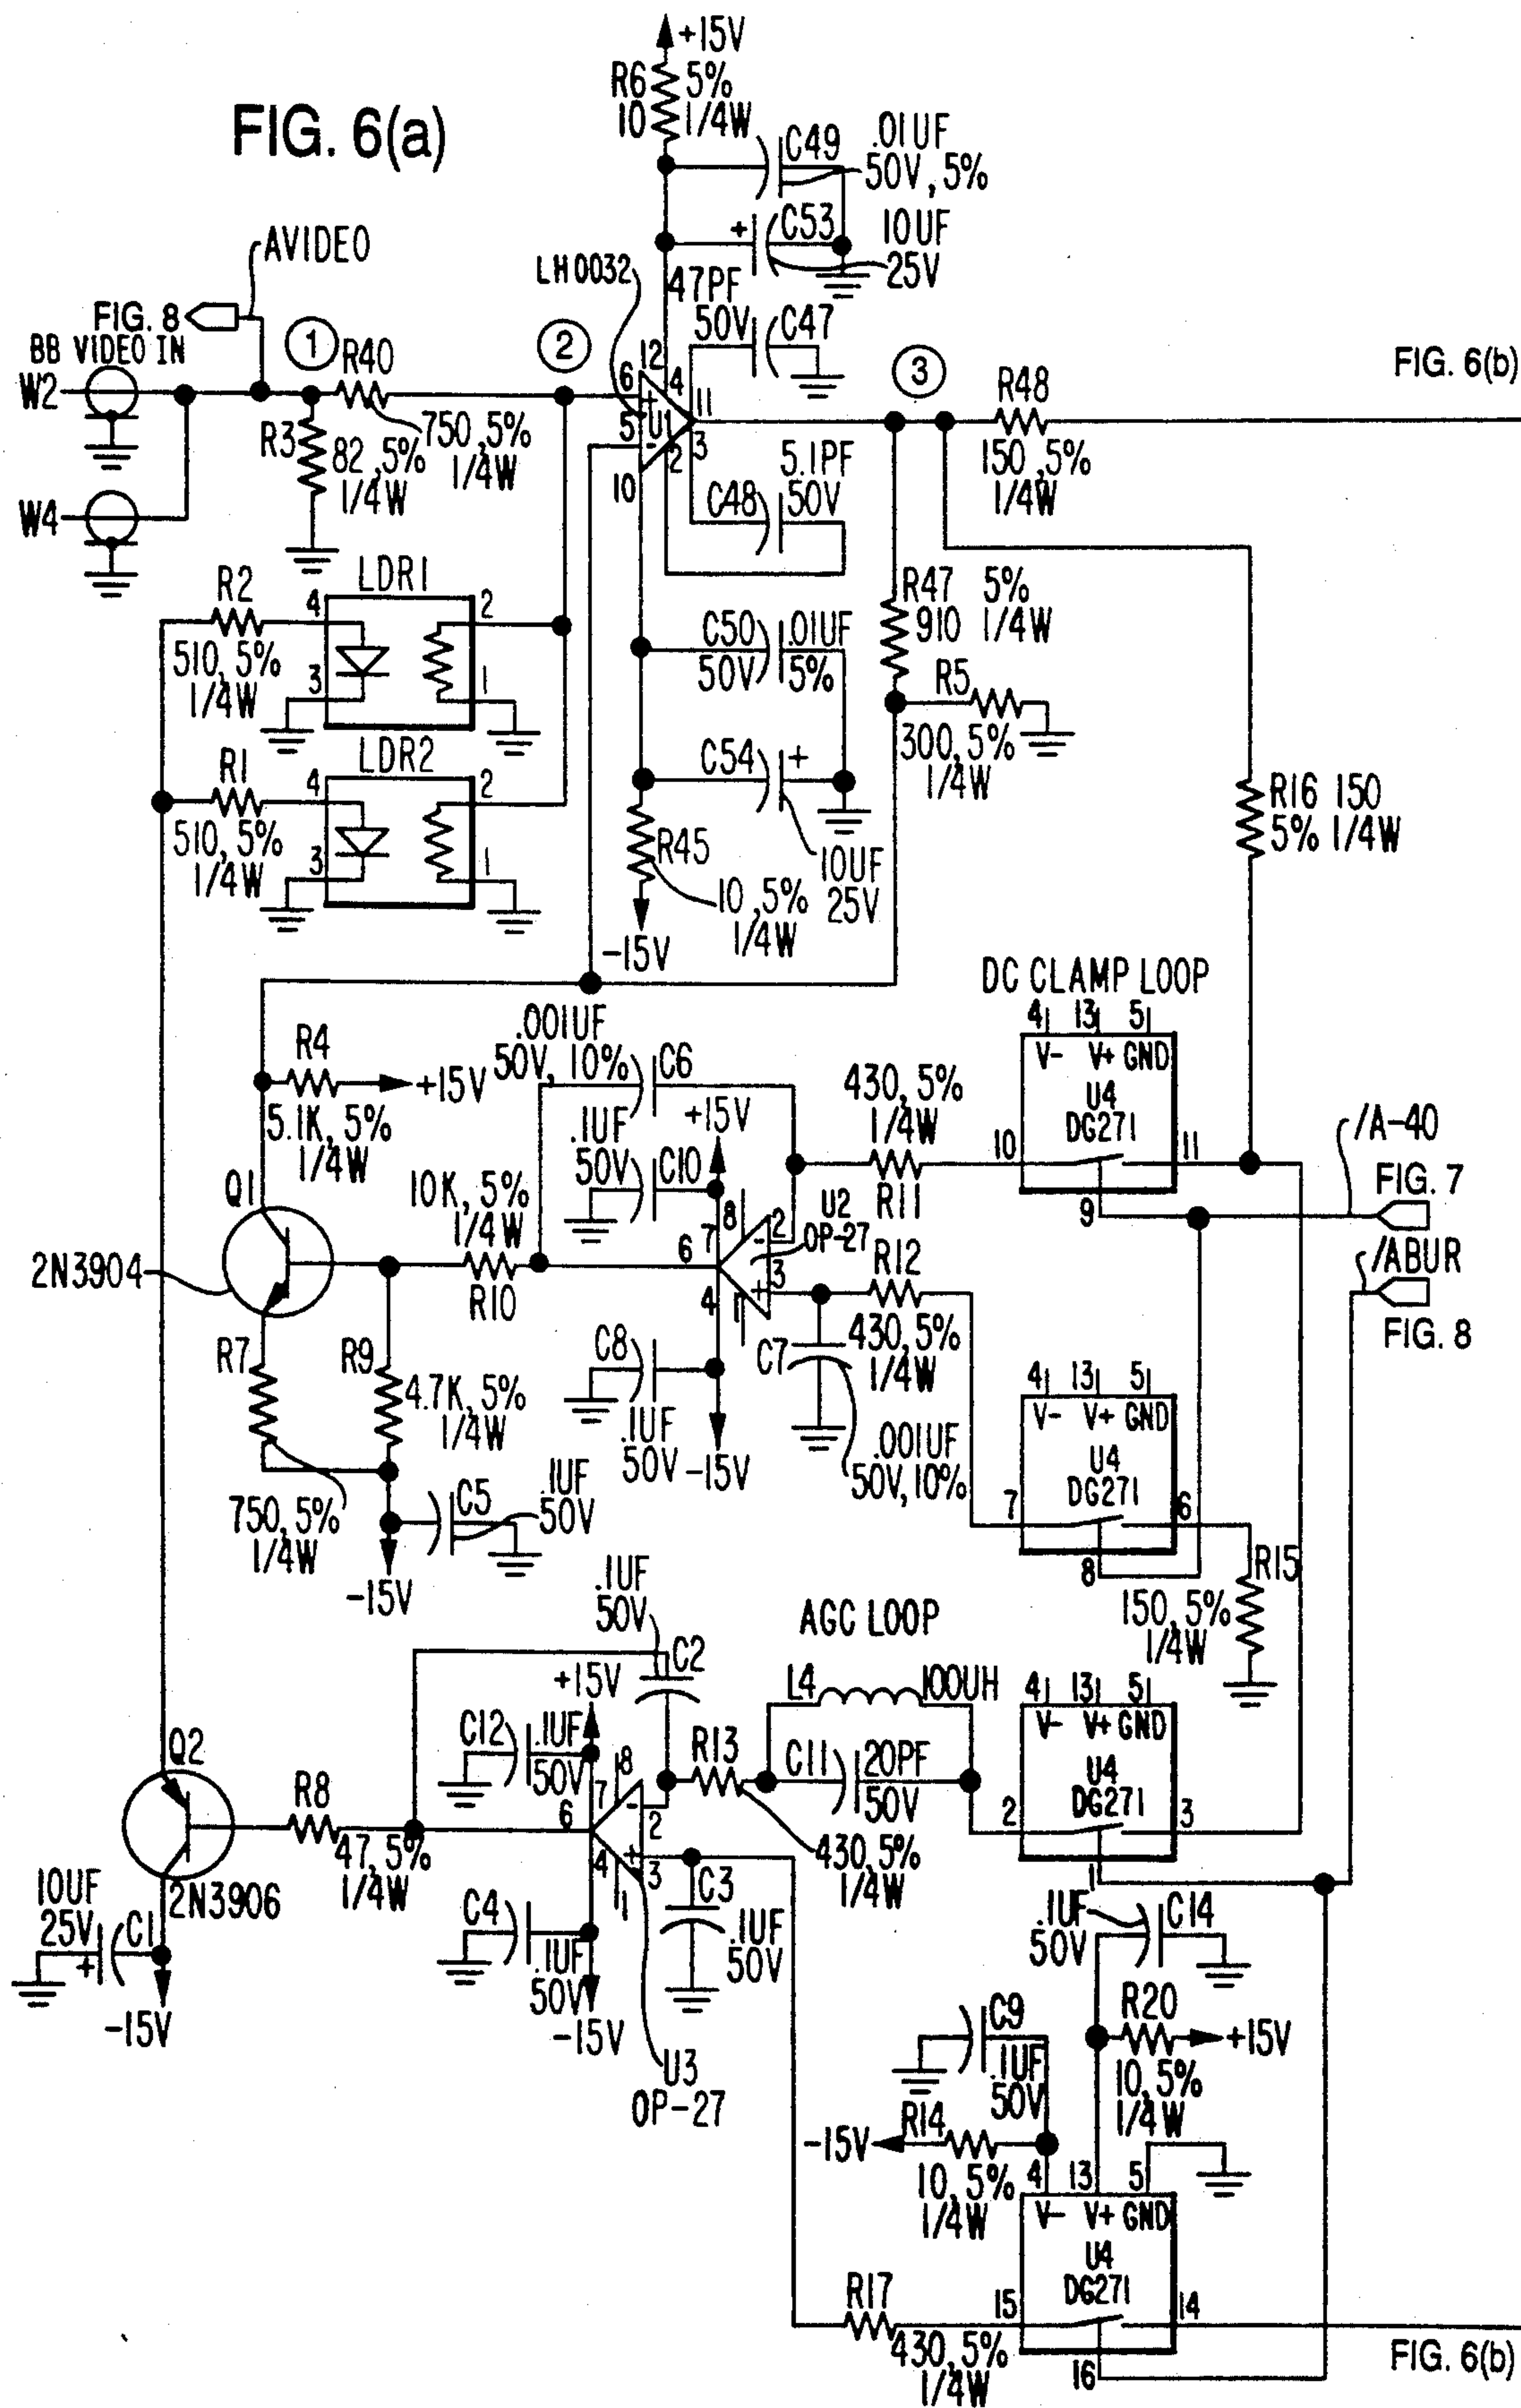 FIG. 6(a)
+15V
R6 5%
10 1/4W
C49 .01UF
50V, 5%
+ C53 10UF
25V
AVIDEO
LH0032
47PF
50V C47
FIG. 8
BB VIDEO IN
W2
1
R40
750, 5%
1/4W
2
R3
82, 5%
1/4W
W4
12
6 + 4
11
5 U1
- 2 3
10
3
R48
150, 5%
1/4W
FIG. 6(b)
5.1PF
C48 50V
R2
510, 5%
1/4W
LDR1
4 2
3 1
R47 5%
910 1/4W
C50 .01UF
50V 5%
R5
300, 5%
1/4W
R1
510, 5%
1/4W
LDR2
4 2
3 1
C54 +
10UF
25V
R45
10, 5%
1/4W
-15V
R16 150
5% 1/4W
DC CLAMP LOOP
4 13 5
V- V+ GND
U4
DG271
10 11
9
/A-40
FIG. 7
/ABUR
FIG. 8
.001UF
50V, 10% C6
R4
+15V
5.1K, 5%
1/4W
.1UF
50V C10
+15V
430, 5%
1/4W
R11
Q1
2N3904
10K, 5%
1/4W
R10
6 7 8 - 2
U2
OP-27
4 1 + 3
R12
430, 5%
1/4W
C7
.001UF
50V, 10%
C8
.1UF
50V
-15V
R7
750, 5%
1/4W
R9
4.7K, 5%
1/4W
C5 .1UF
50V
-15V
4 13 5
V- V+ GND
U4
DG271
7 6
8
R15
150, 5%
1/4W
AGC LOOP
.1UF
50V
C2
+15V
C12 .1UF
50V
L4 100UH
R13
430, 5%
1/4W
C11 20PF
50V
4 13 5
V- V+ GND
U4
DG271
2 3
1
Q2
2N3906
R8
47, 5%
1/4W
6 7 8 - 2
4 1 + 3
U3
OP-27
C3
.1UF
50V
C4
.1UF
50V
-15V
10UF
25V
+ C1
-15V
.1UF
50V
C14
R20
+15V
10, 5%
1/4W
C9
.1UF
50V
-15V
R14
10, 5%
1/4W
4 13 5
V- V+ GND
U4
DG271
15 14
16
R17
430, 5%
1/4W
FIG. 6(b)